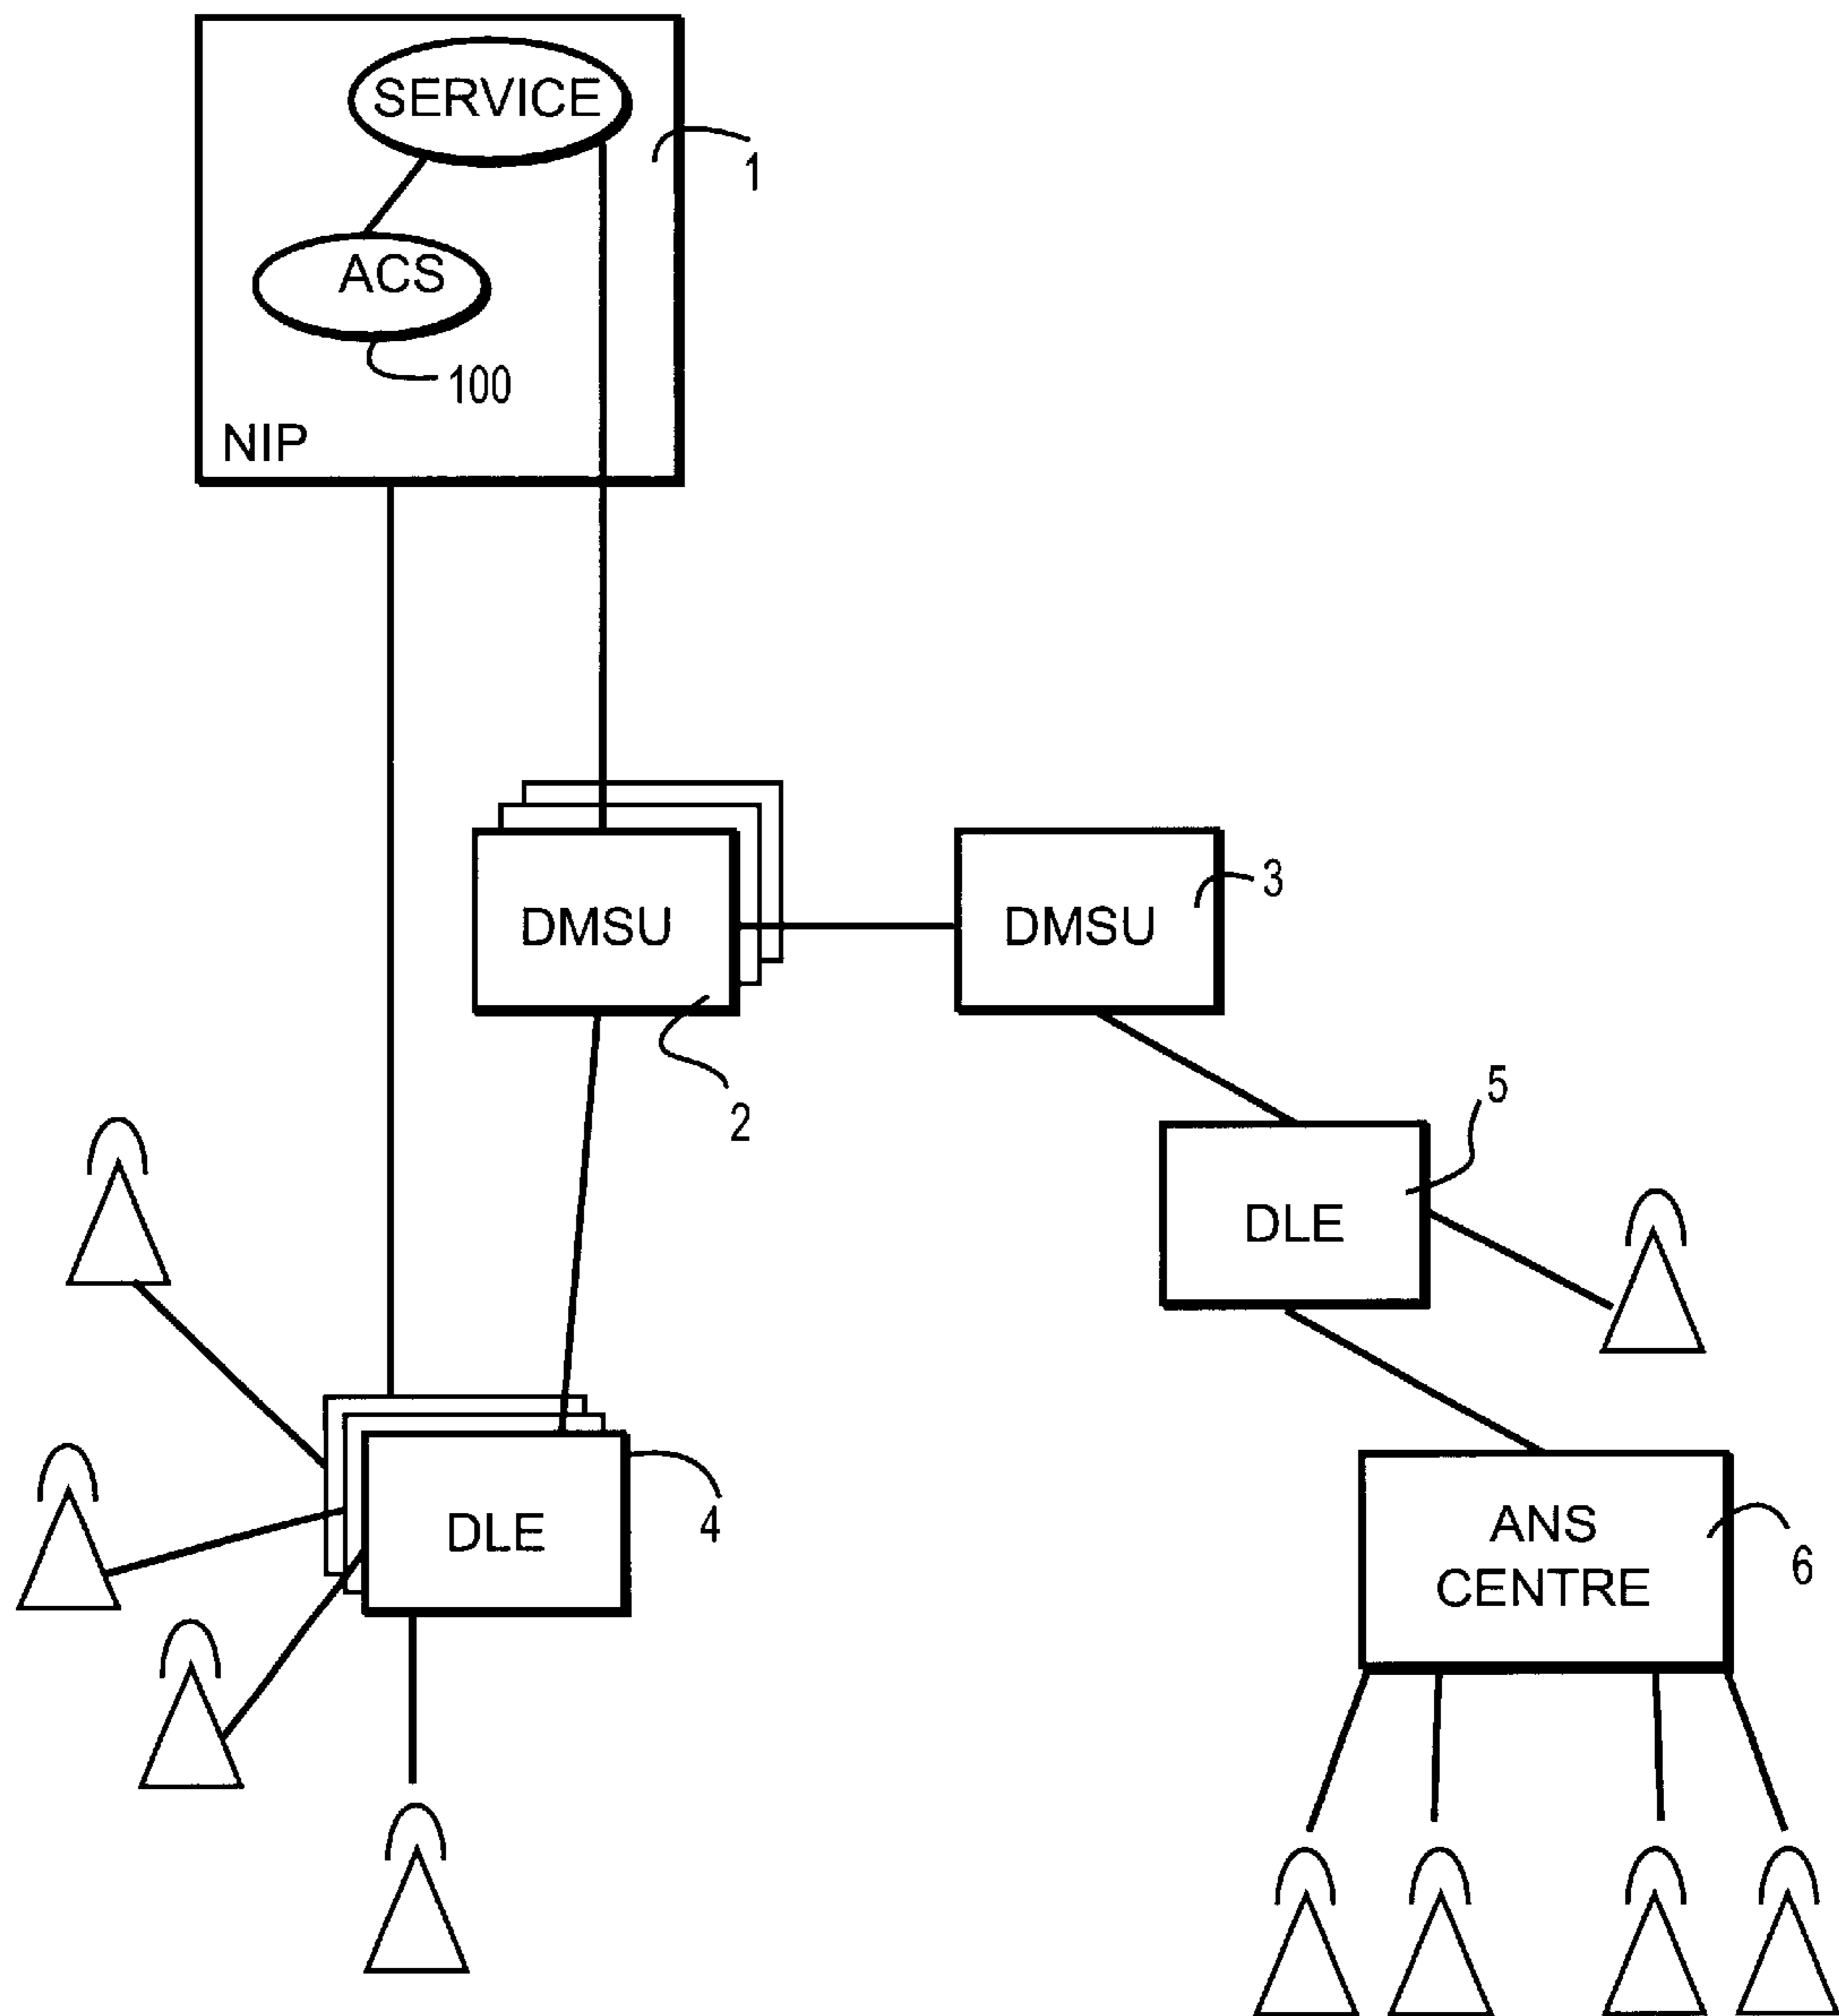 SERVICE
1
ACS
100
NIP
DMSU
DMSU
3
2
5
DLE
DLE
4
ANS
CENTRE
6